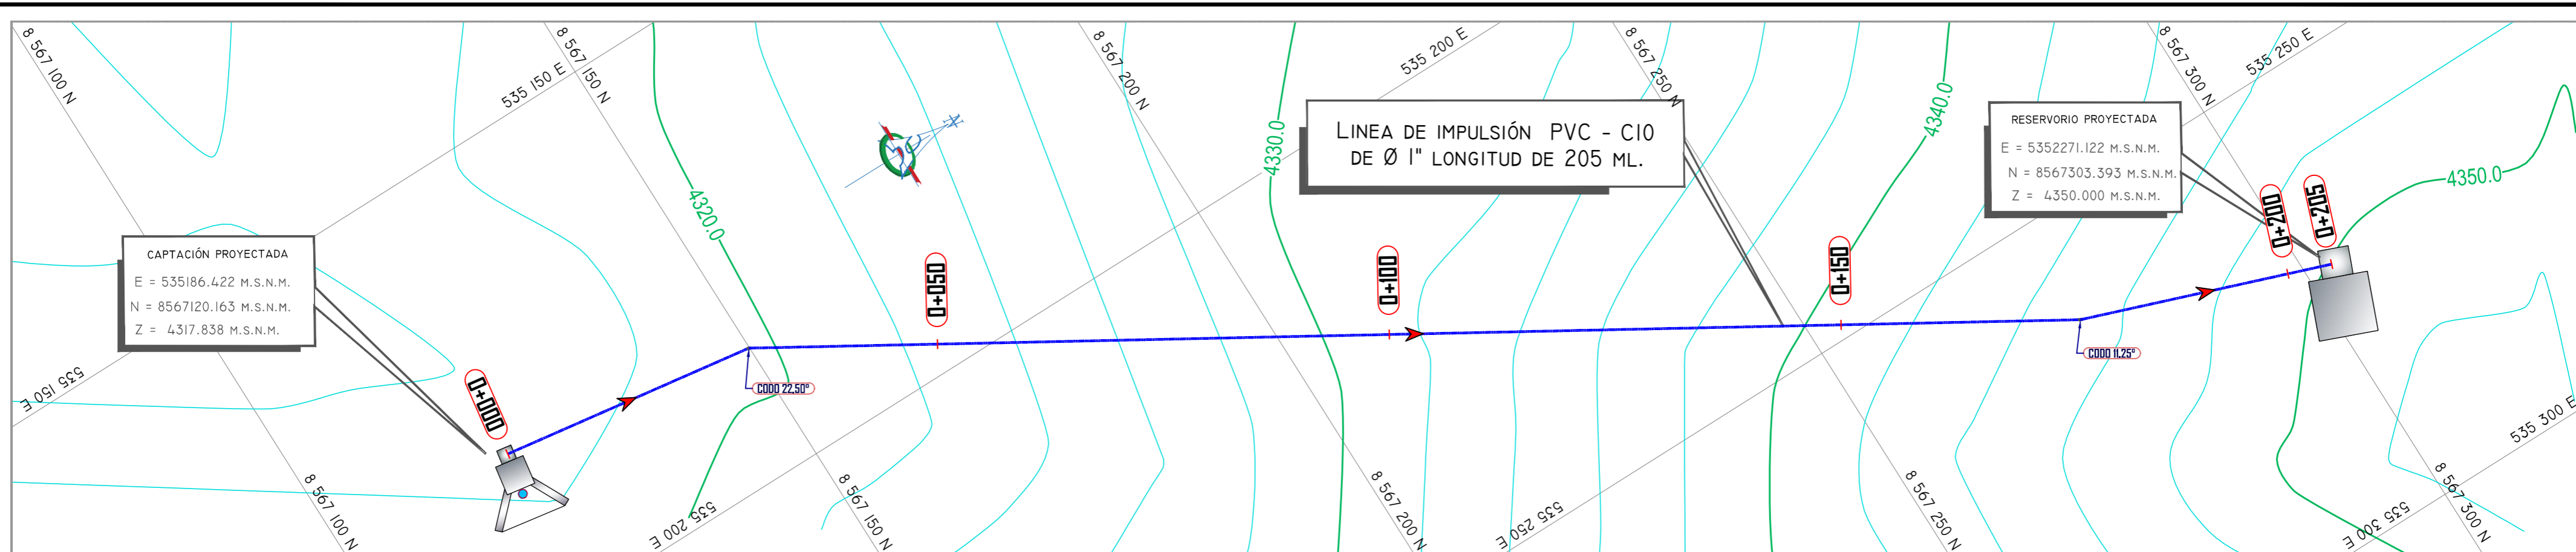 8 567 100 N
8 567 150 N
535 150 E
8 567 200 N
535 200 E
8 567 250 N
8 567 300 N
535 250 E
LINEA DE IMPULSIÓN PVC - C10
DE Ø 1" LONGITUD DE 205 ML.
RESERVORIO PROYECTADA
E = 5352271.122 M.S.N.M.
N = 8567303.393 M.S.N.M.
Z = 4350.000 M.S.N.M.
4320.0
4330.0
4340.0
4350.0
CAPTACIÓN PROYECTADA
E = 535186.422 M.S.N.M.
N = 8567120.163 M.S.N.M.
Z = 4317.838 M.S.N.M.
0+000
0+050
0+100
0+150
0+200
0+205
CODO 22.50°
CODO 11.25°
535 150 E
8 567 100 N
535 200 E
8 567 150 N
8 567 200 N
535 250 E
8 567 250 N
535 300 E
8 567 300 N
535 300 E